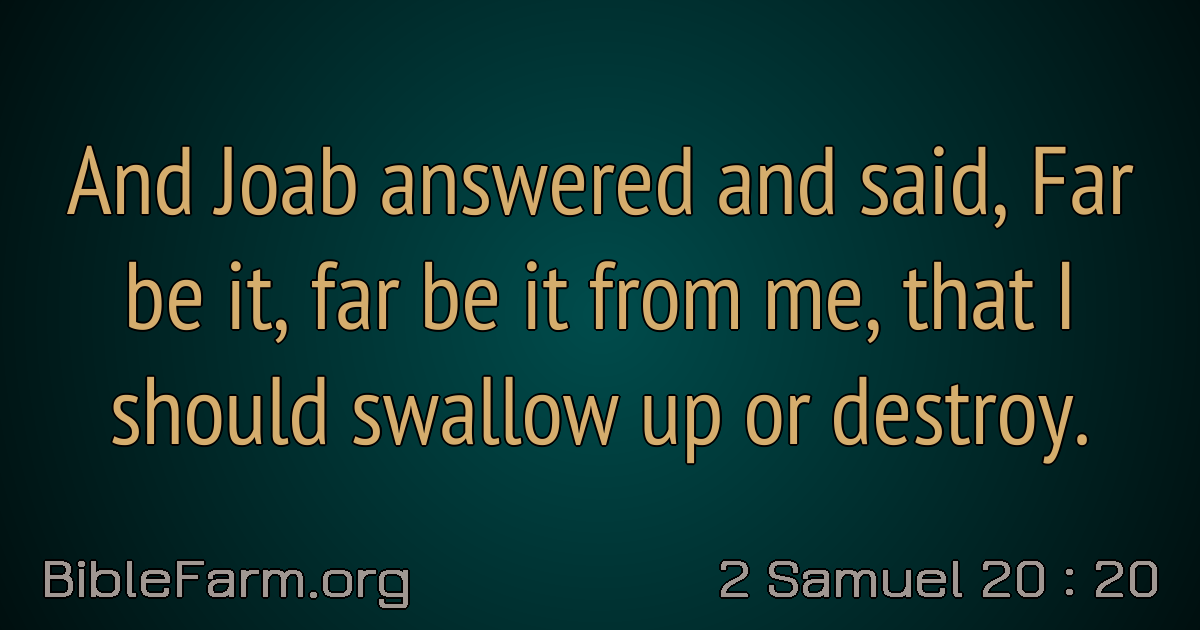 And Joab answered and said, Far
be it, far be it from me, that I
should swallow up or destroy.
BibleFarm.org
2 Samuel 20 : 20